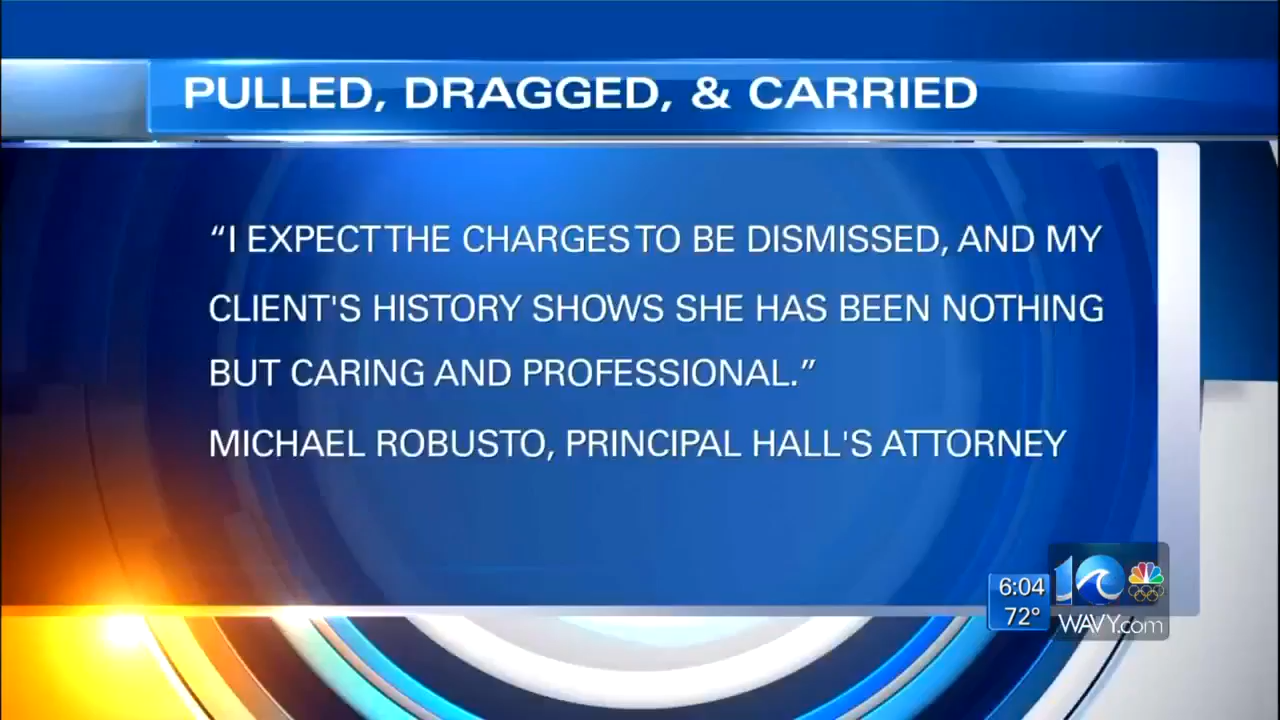 PULLED, DRAGGED, & CARRIED
“I EXPECT THE CHARGES TO BE DISMISSED, AND MY
CLIENT'S HISTORY SHOWS SHE HAS BEEN NOTHING
BUT CARING AND PROFESSIONAL.”
MICHAEL ROBUSTO, PRINCIPAL HALL'S ATTORNEY
6:04
72°
10
WAVY.com